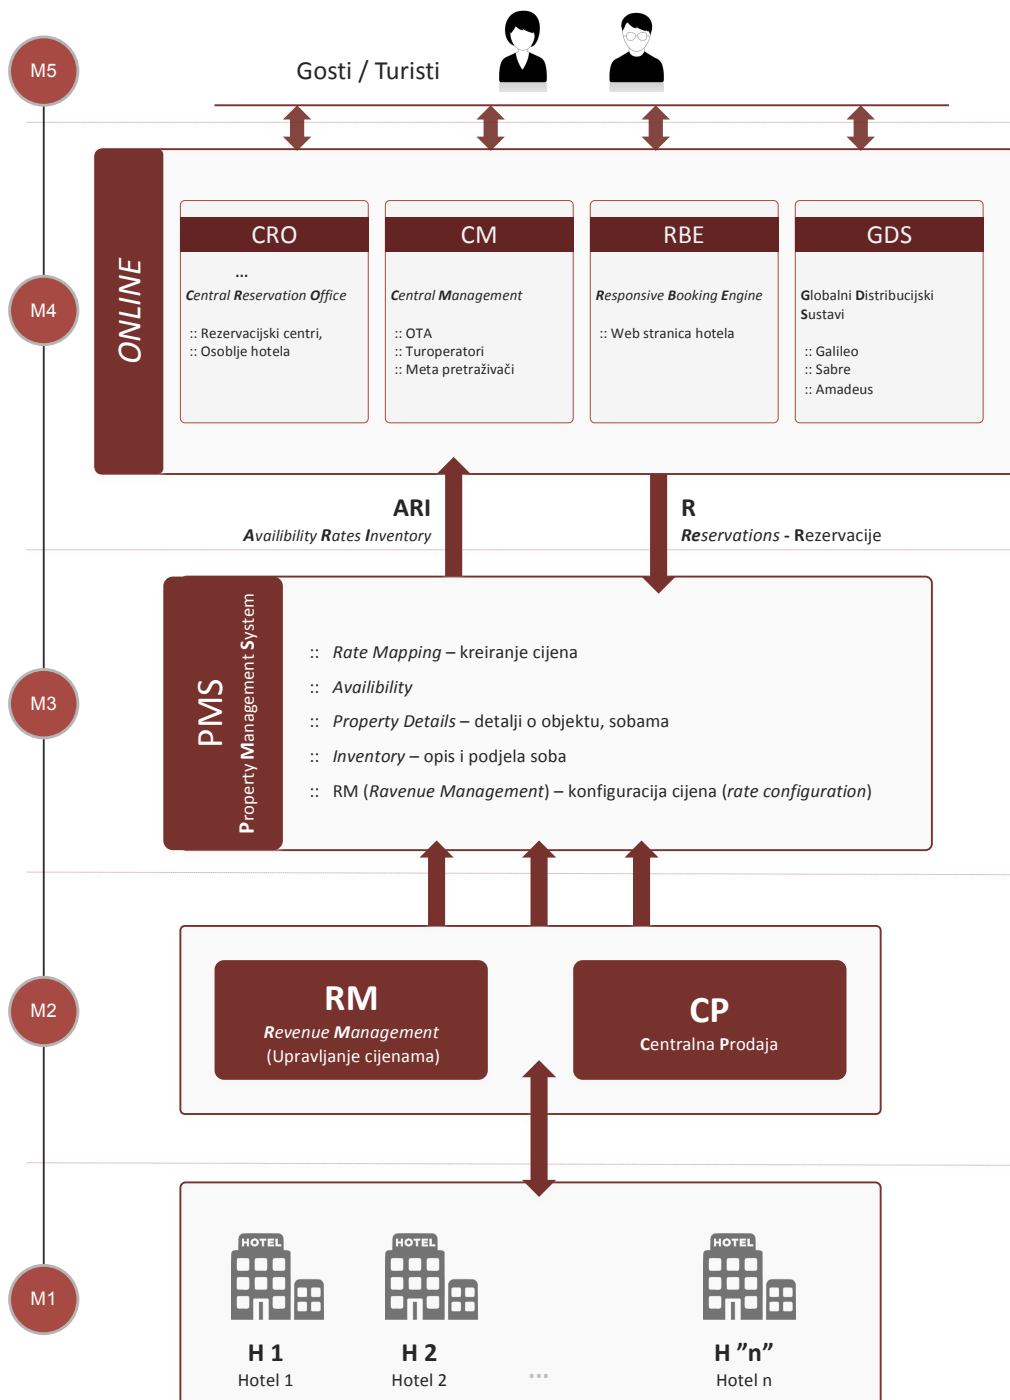 M5
Gosti / Turisti
M4
ONLINE
CRO
...
Central Reservation Office
:: Rezervacijski centri,
:: Osoblje hotela
CM
Central Management
:: OTA
:: Turoperatori
:: Meta pretraživači
RBE
Responsive Booking Engine
:: Web stranica hotela
GDS
Globalni Distribucijski
Sustavi
:: Galileo
:: Sabre
:: Amadeus
ARI
Availibility Rates Inventory
R
Reservations - Rezervacije
M3
PMS
Property Management System
:: Rate Mapping – kreiranje cijena
:: Availibility
:: Property Details – detalji o objektu, sobama
:: Inventory – opis i podjela soba
:: RM (Ravenue Management) – konfiguracija cijena (rate configuration)
M2
RM
Revenue Management
(Upravljanje cijenama)
CP
Centralna Prodaja
M1
HOTEL
HOTEL
HOTEL
H 1
Hotel 1
H 2
Hotel 2
...
H ”n”
Hotel n